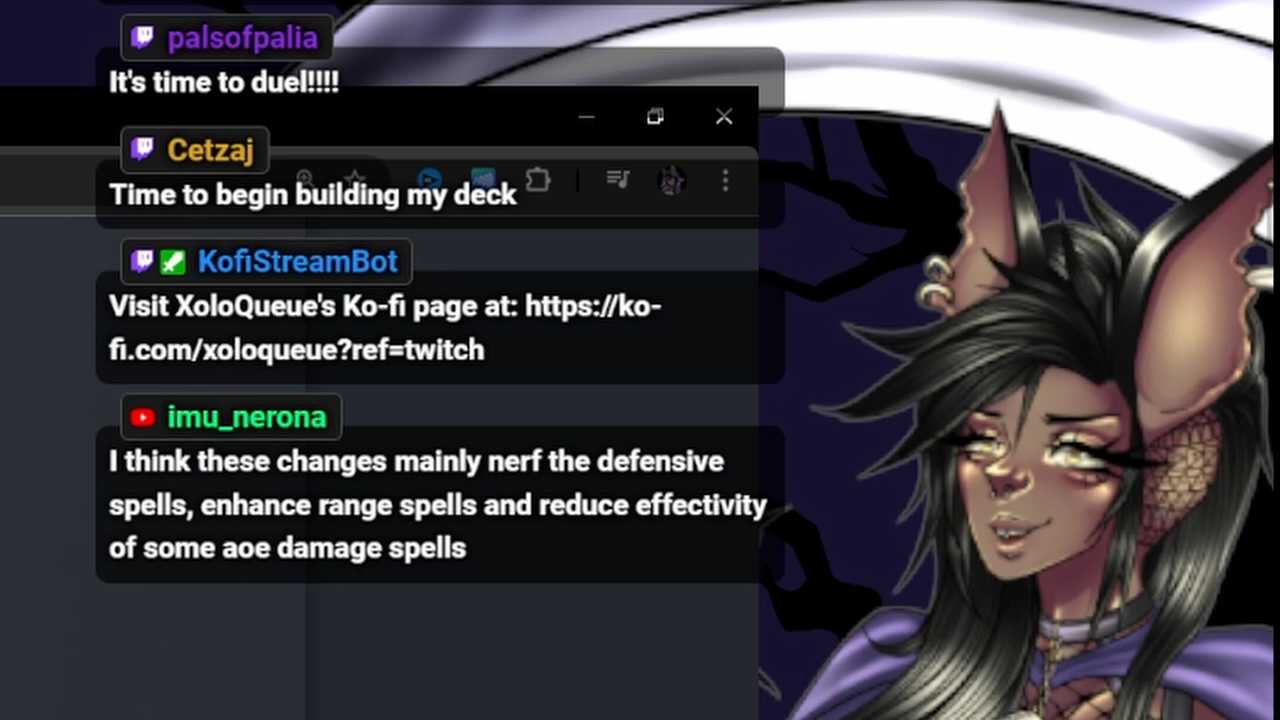 palsofpalia
It's time to duel!!!!
Cetzaj
Time to begin building my deck
KofiStreamBot
Visit XoloQueue's Ko-fi page at: https://ko-
fi.com/xoloqueue?ref=twitch
imu_nerona
I think these changes mainly nerf the defensive
spells, enhance range spells and reduce effectivity
of some aoe damage spells